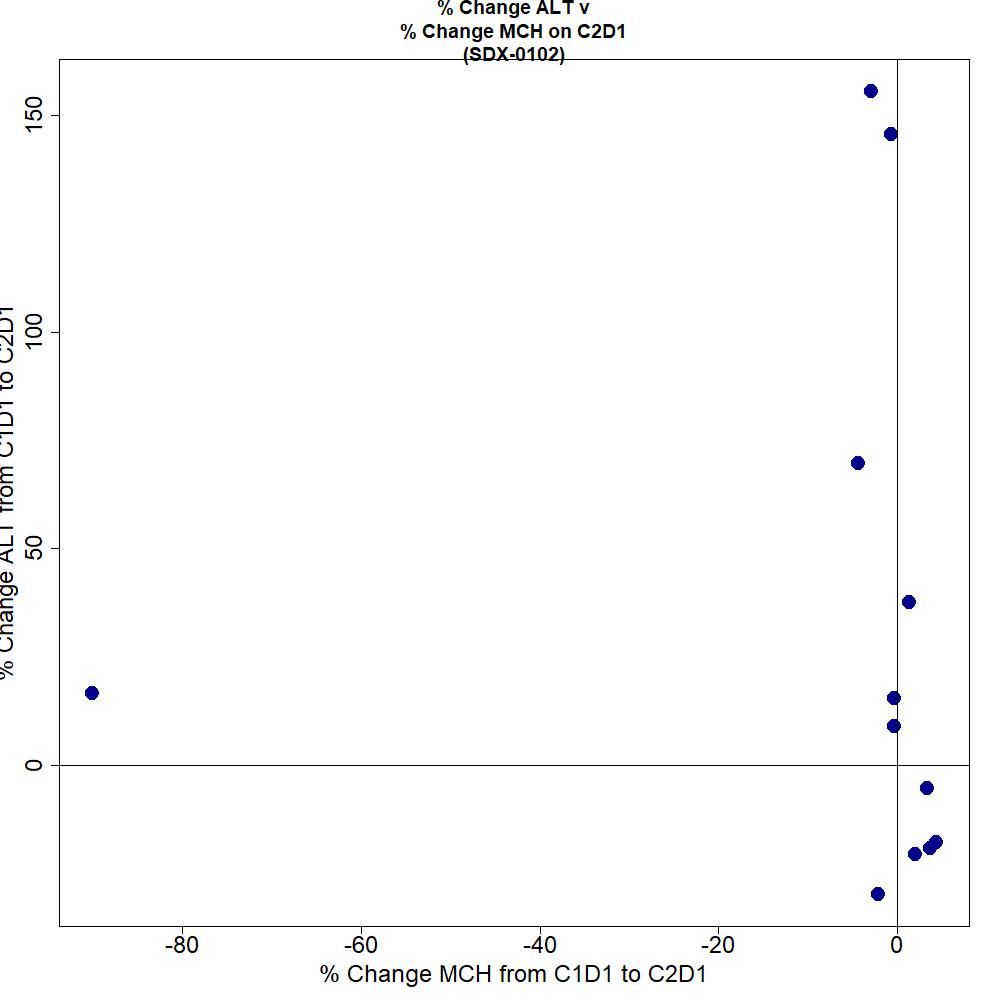 % Change ALT v
% Change MCH on C2D1
(SDX-0102)
% Change ALT from C1D1 to C2D1
150
100
50
0
-80
-60
-40
-20
0
% Change MCH from C1D1 to C2D1